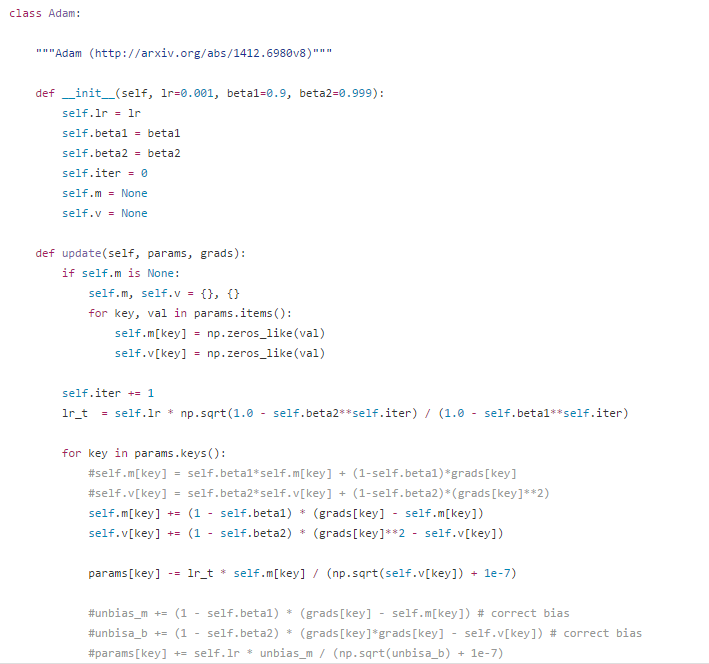 class Adam:
"""Adam (http://arxiv.org/abs/1412.6980v8)"""
def __init__(self, lr=0.001, beta1=0.9, beta2=0.999):
self.lr = lr
self.beta1 = beta1
self.beta2 = beta2
self.iter = 0
self.m = None
self.v = None
def update(self, params, grads):
if self.m is None:
self.m, self.v = {}, {}
for key, val in params.items():
self.m[key] = np.zeros_like(val)
self.v[key] = np.zeros_like(val)
self.iter += 1
lr_t  = self.lr * np.sqrt(1.0 - self.beta2**self.iter) / (1.0 - self.beta1**self.iter)
for key in params.keys():
#self.m[key] = self.beta1*self.m[key] + (1-self.beta1)*grads[key]
#self.v[key] = self.beta2*self.v[key] + (1-self.beta2)*(grads[key]**2)
self.m[key] += (1 - self.beta1) * (grads[key] - self.m[key])
self.v[key] += (1 - self.beta2) * (grads[key]**2 - self.v[key])
params[key] -= lr_t * self.m[key] / (np.sqrt(self.v[key]) + 1e-7)
#unbias_m += (1 - self.beta1) * (grads[key] - self.m[key]) # correct bias
#unbisa_b += (1 - self.beta2) * (grads[key]*grads[key] - self.v[key]) # correct bias
#params[key] += self.lr * unbias_m / (np.sqrt(unbisa_b) + 1e-7)